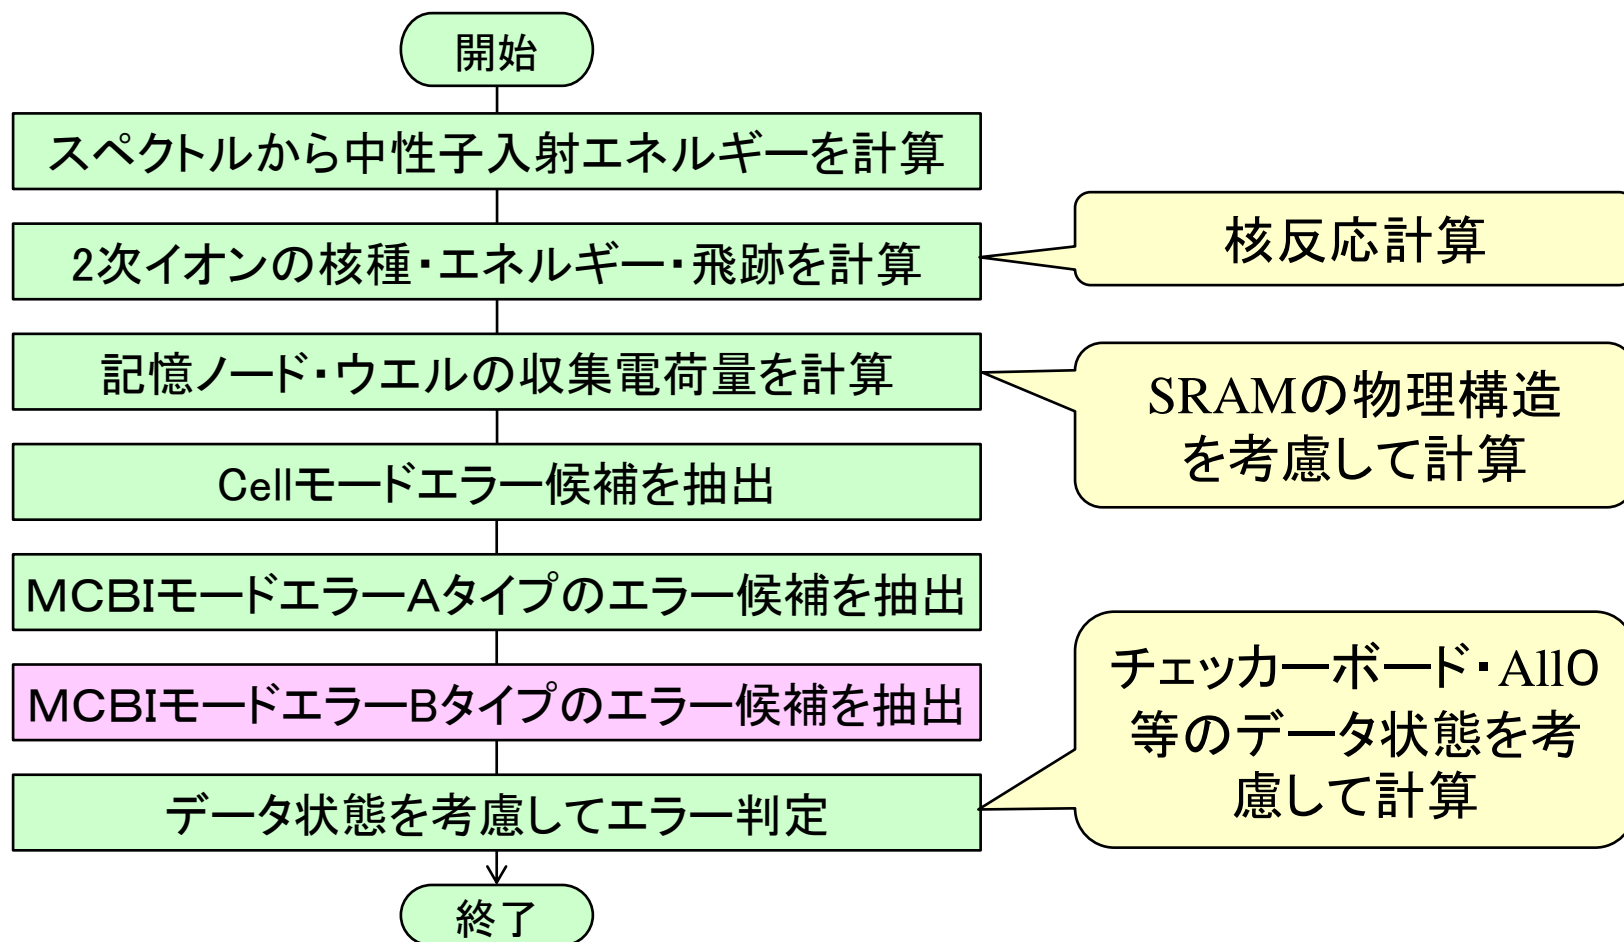 開始
スペクトルから中性子入射エネルギーを計算
2次イオンの核種・エネルギー・飛跡を計算
核反応計算
記憶ノード・ウエルの収集電荷量を計算
SRAMの物理構造
を考慮して計算
Cellモードエラー候補を抽出
MCBIモードエラーAタイプのエラー候補を抽出
MCBIモードエラーBタイプのエラー候補を抽出
チェッカーボード・All0
等のデータ状態を考
慮して計算
データ状態を考慮してエラー判定
終了